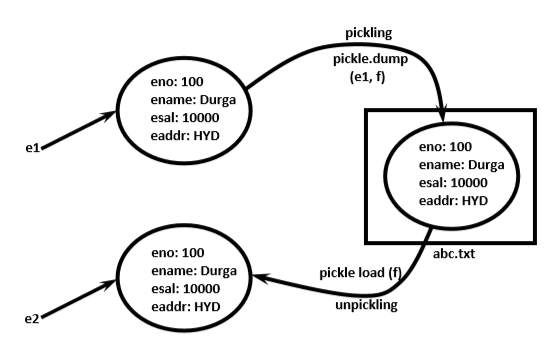 pickling
pickle.dump
(e1, f)
eno: 100
ename: Durga
esal: 10000
eaddr: HYD
e1
eno: 100
ename: Durga
esal: 10000
eaddr: HYD
abc.txt
eno: 100
ename: Durga
esal: 10000
eaddr: HYD
pickle load (f)
unpickling
e2